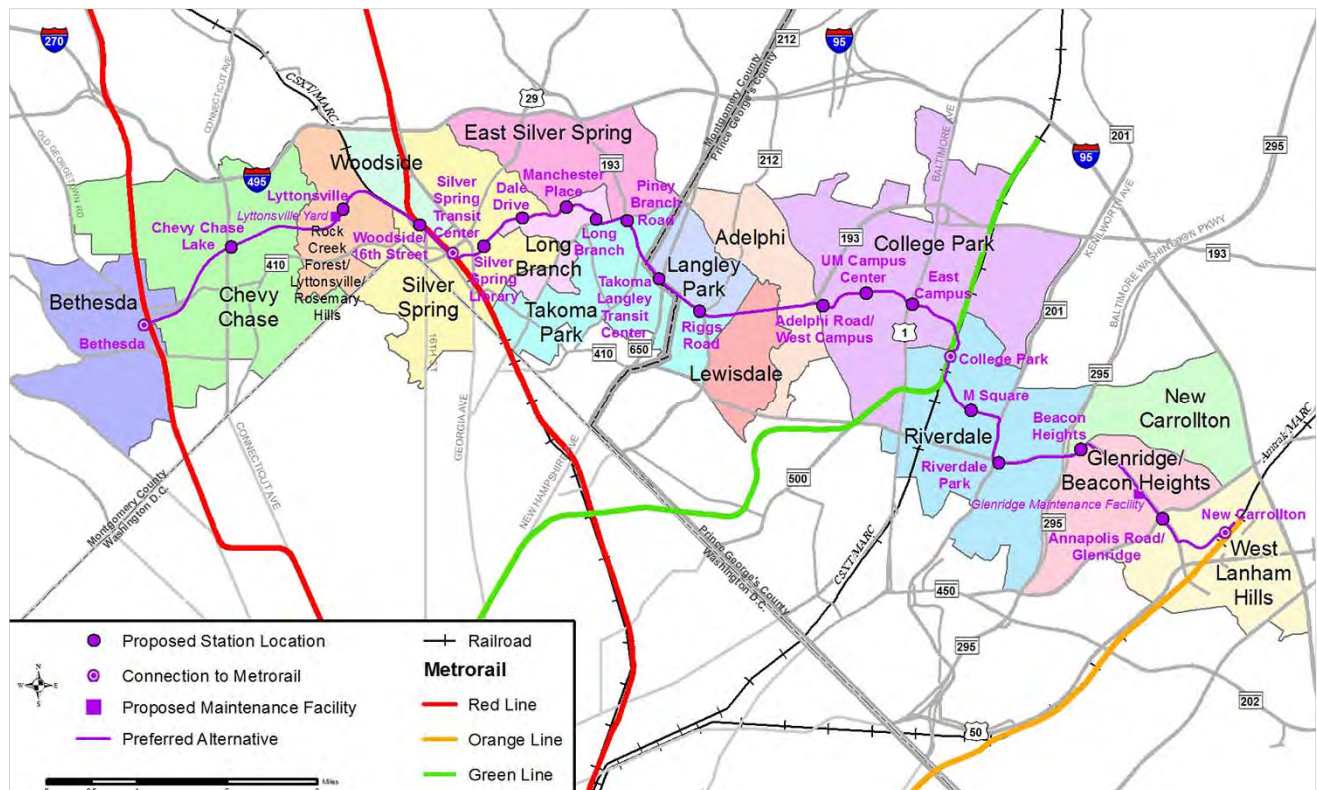 270
CONNECTICUT AVE
CSXT/MARC
OLD GEORGETOWN RD
495
29
212
Montgomery County
Prince George's County
95
BALTIMORE AVE
201
95
295
KENILWORTH AVE
BALTIMORE WASHINGTON PKWY
193
East Silver Spring
Woodside
193
212
Lyttonsville
Lyttonsville Yard
Silver
Spring
Transit
Center
Dale
Drive
Manchester
Place
Piney
Branch
Road
Chevy Chase
Lake
Rock
Creek
Forest/
Lyttonsville/
Rosemary
Hills
Woodside/
16th Street
Long
Branch
Long
Branch
Silver
Spring
Library
Adelphi
Langley
Park
193
College Park
UM Campus
Center
East
Campus
410
Bethesda
Bethesda
Chevy
Chase
Silver
Spring
16TH ST
Takoma
Park
Takoma
Langley
Transit
Center
410
650
Riggs
Road
Adelphi Road/
West Campus
1
201
College Park
Lewisdale
GEORGIA AVE
NEW HAMPSHIRE AVE
CONNECTICUT AVE
Montgomery County
Washington D.C.
M Square
295
New
Carrollton
Riverdale
Beacon
Heights
Riverdale
Park
Glenridge/
Beacon Heights
Glenridge Maintenance Facility
Amtrak/MARC
500
New Carrollton
295
Annapolis Road/
Glenridge
West
Lanham
Hills
CSXT/MARC
Prince George's County
Washington D.C.
450
295
202
50
Proposed Station Location
Connection to Metrorail
Proposed Maintenance Facility
Preferred Alternative
N
W
E
S
Miles
Railroad
Metrorail
Red Line
Orange Line
Green Line